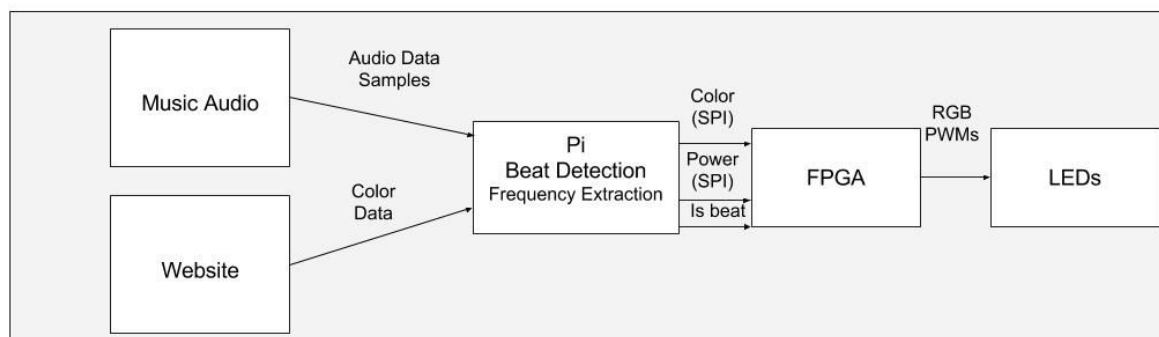 Music Audio
Audio Data
Samples
Website
Color
Data
Pi
Beat Detection
Frequency Extraction
Color
(SPI)
Power
(SPI)
Is beat
FPGA
RGB
PWMs
LEDs